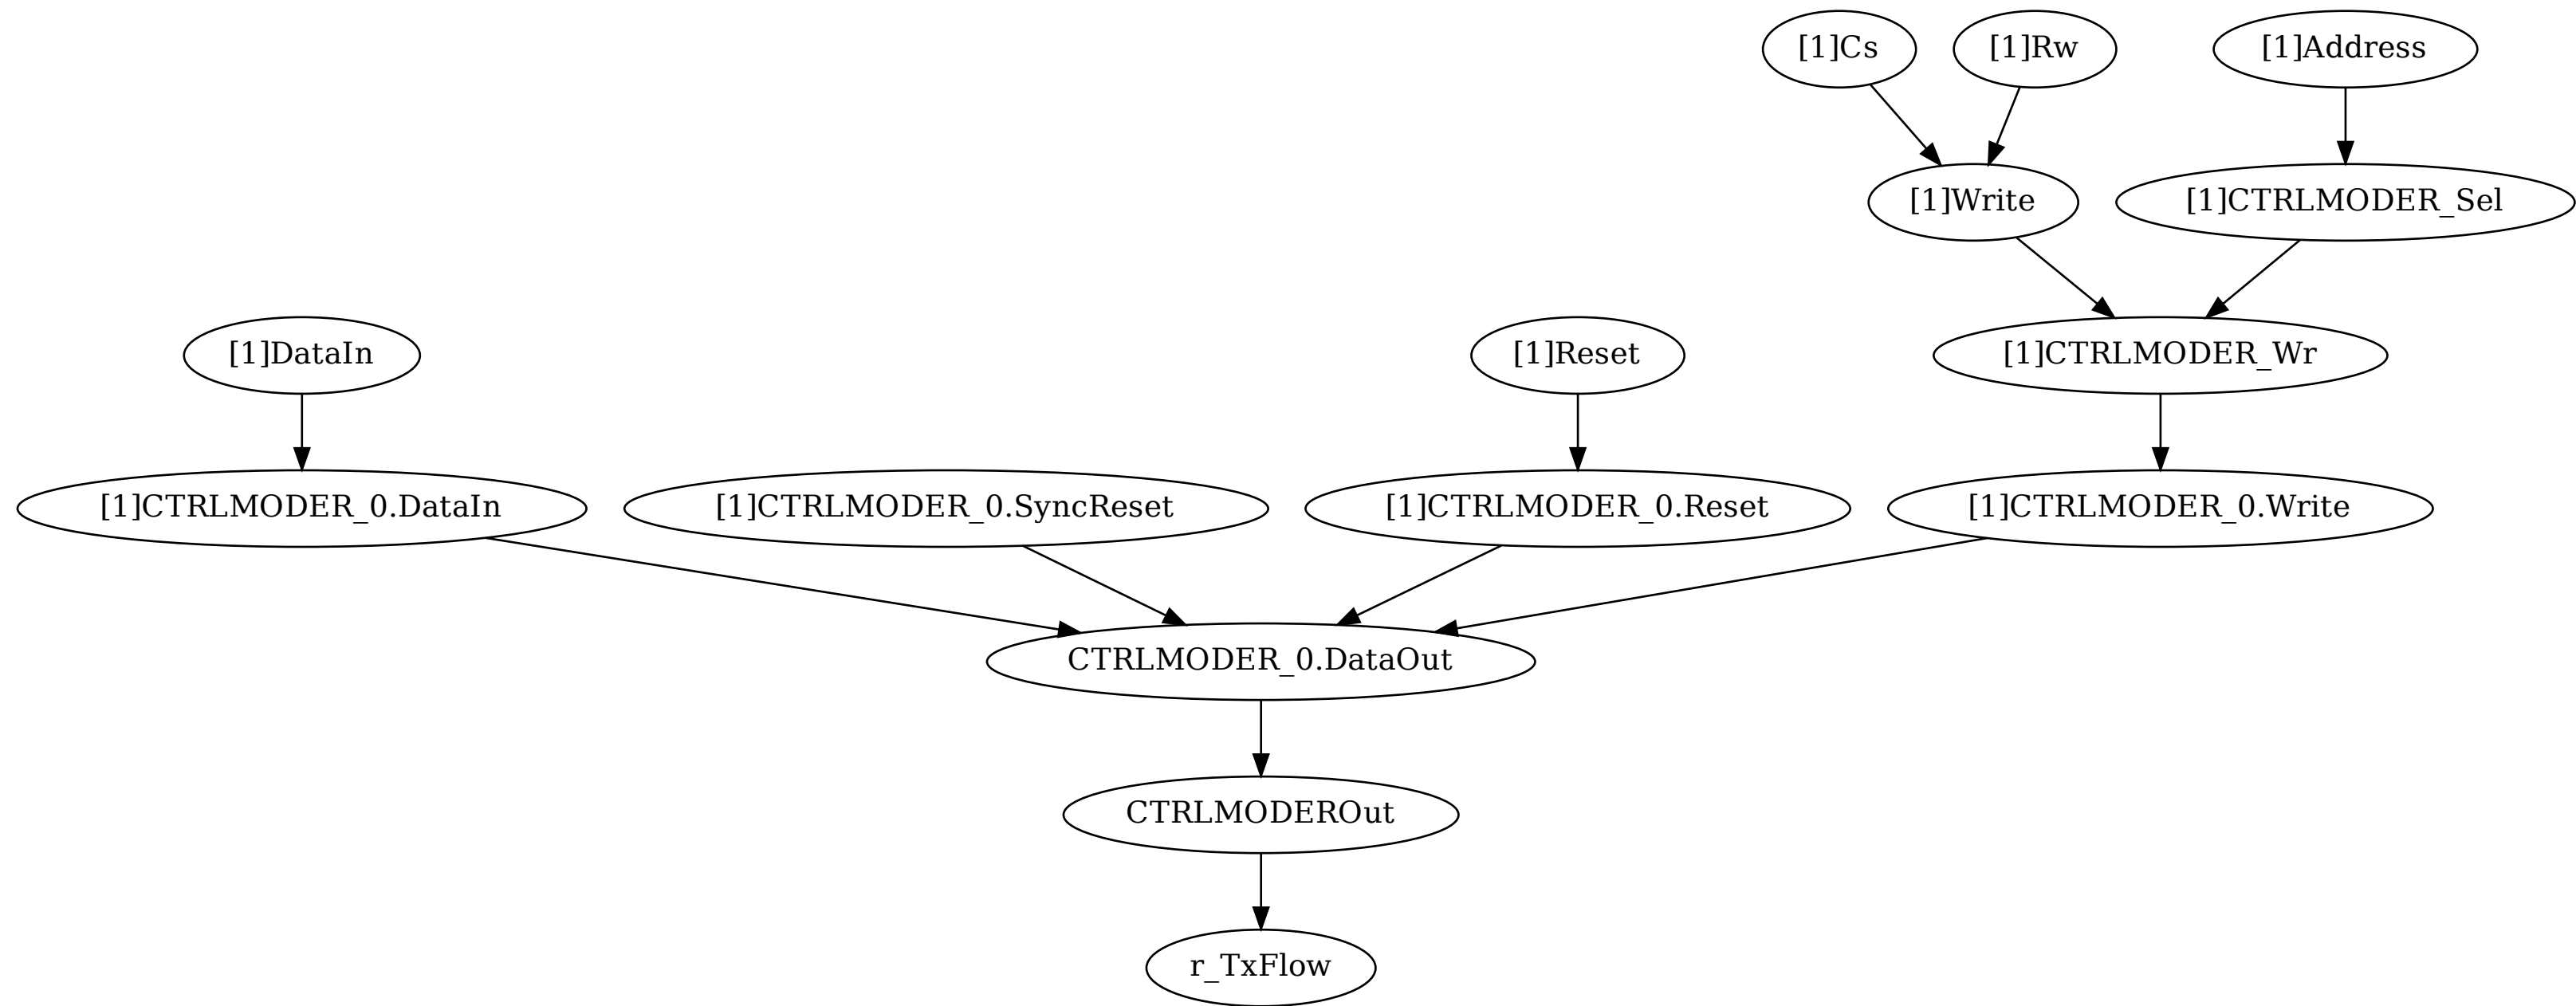 [1]Cs
[1]Rw
[1]Address
[1]Write
[1]CTRLMODER_Sel
[1]DataIn
[1]Reset
[1]CTRLMODER_Wr
[1]CTRLMODER_0.DataIn
[1]CTRLMODER_0.SyncReset
[1]CTRLMODER_0.Reset
[1]CTRLMODER_0.Write
CTRLMODER_0.DataOut
CTRLMODEROut
r_TxFlow